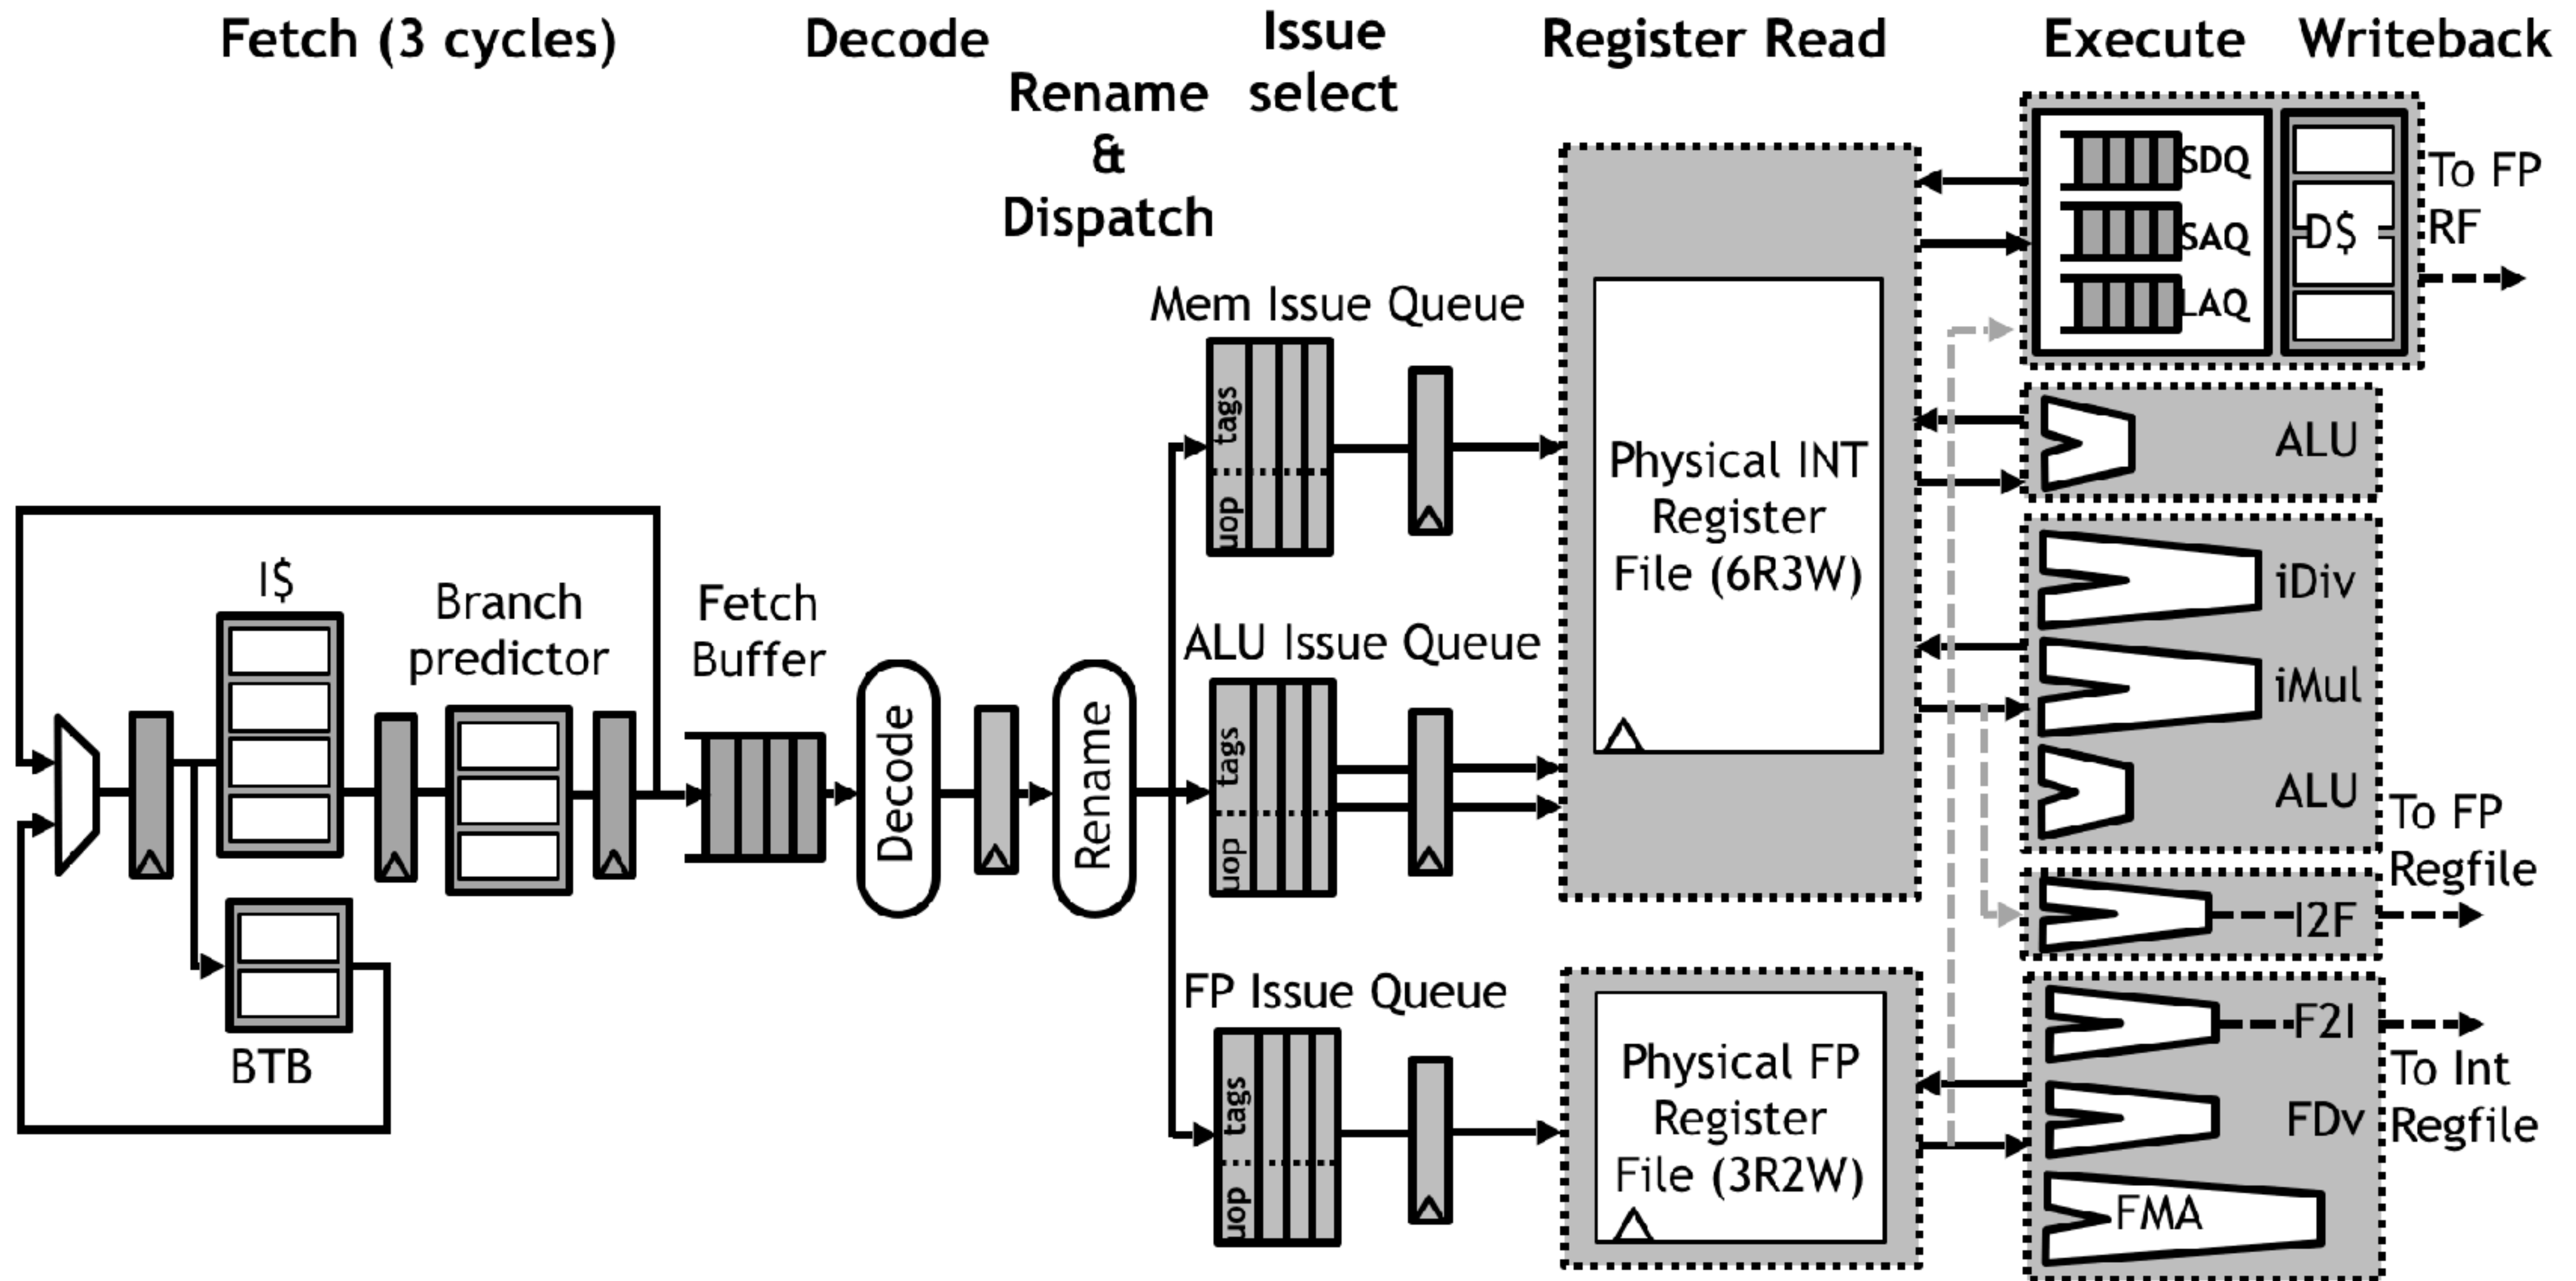 Fetch (3 cycles)
Decode
Rename
&
Dispatch
Issue
select
Register Read
Execute
Writeback
I$
Branch
predictor
BTB
Fetch
Buffer
Decode
Rename
Mem Issue Queue
tags
uop
ALU Issue Queue
tags
uop
FP Issue Queue
tags
uop
Physical INT
Register
File (6R3W)
Physical FP
Register
File (3R2W)
SDQ
SAQ
LAQ
D$
To FP
RF
ALU
iDiv
iMul
ALU
To FP
Regfile
I2F
F2I
To Int
Regfile
FDv
FMA